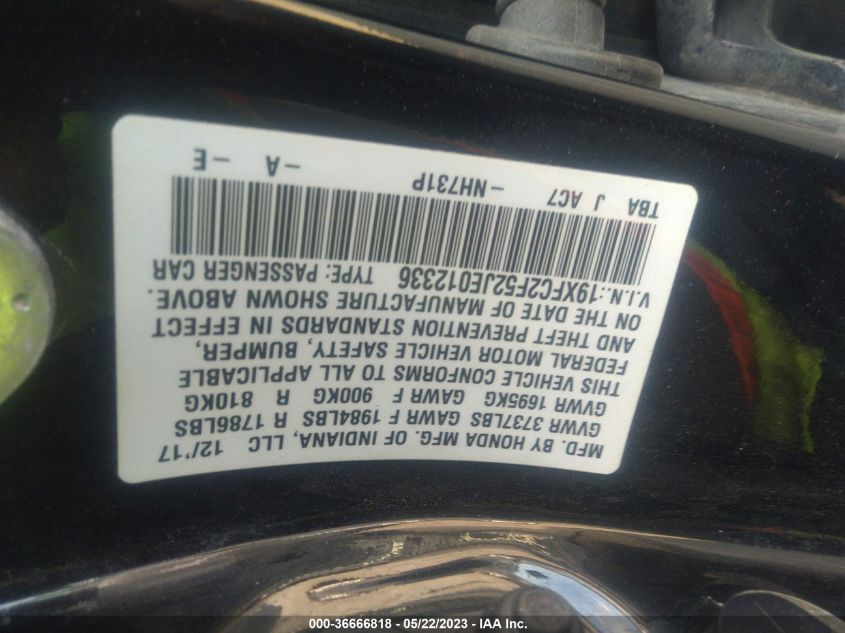 MFD. BY HONDA MFG. OF INDIANA, LLC 12/'17
GVWR 3737LBS GAWR F 1984LBS R 1786LBS
GVWR 1695KG GAWR F 900KG R 810KG
THIS VEHICLE CONFORMS TO ALL APPLICABLE
FEDERAL MOTOR VEHICLE SAFETY, BUMPER,
AND THEFT PREVENTION STANDARDS IN EFFECT
ON THE DATE OF MANUFACTURE SHOWN ABOVE.
V.I.N.:19XFC2F52JE012336 TYPE: PASSENGER CAR
TBA J AC7 -NH731P -A -E
000-36666818 - 05/22/2023 - IAA Inc.